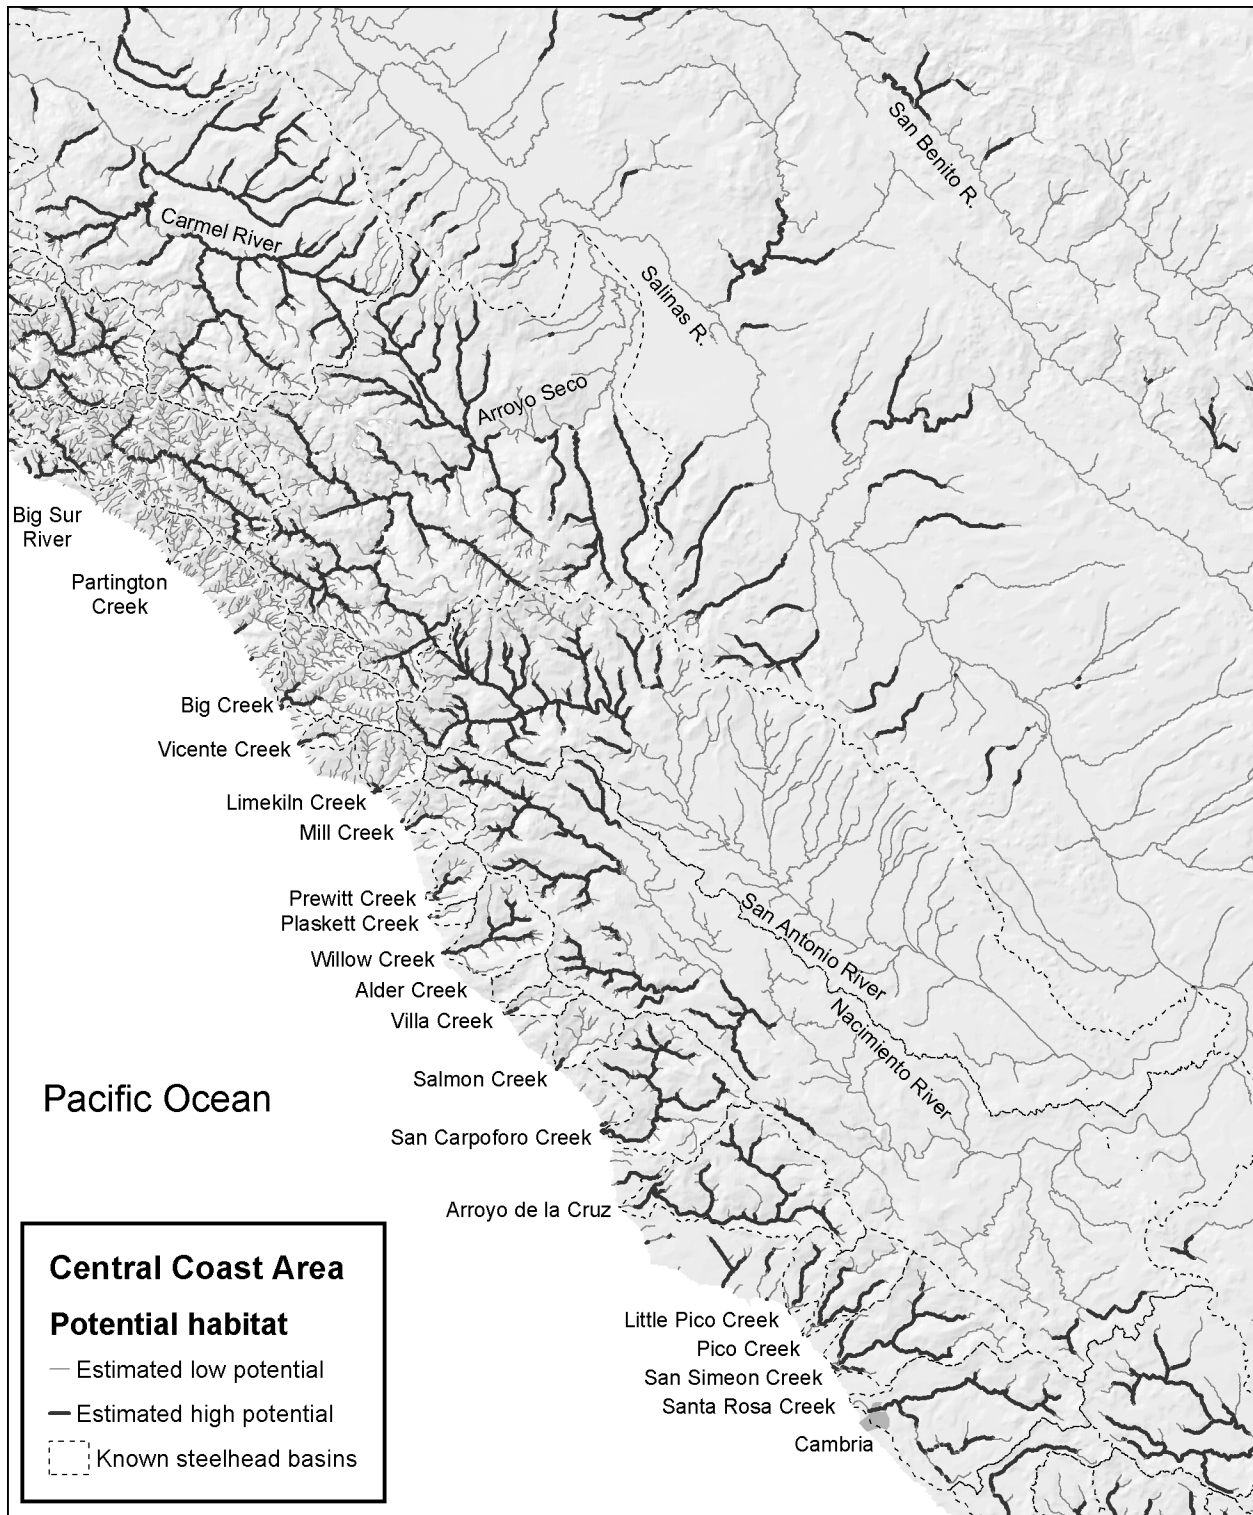 San Benito R.
Carmel River
Salinas R.
Arroyo Seco
Big Sur
River
Partington
Creek
Big Creek
Vicente Creek
Limekiln Creek
Mill Creek
Prewitt Creek
Plaskett Creek
Willow Creek
Alder Creek
Villa Creek
San Antonio River
Nacimiento River
Salmon Creek
Pacific Ocean
San Carpoforo Creek
Arroyo de la Cruz
Little Pico Creek
Pico Creek
San Simeon Creek
Santa Rosa Creek
Cambria
Central Coast Area
Potential habitat
Estimated low potential
Estimated high potential
Known steelhead basins